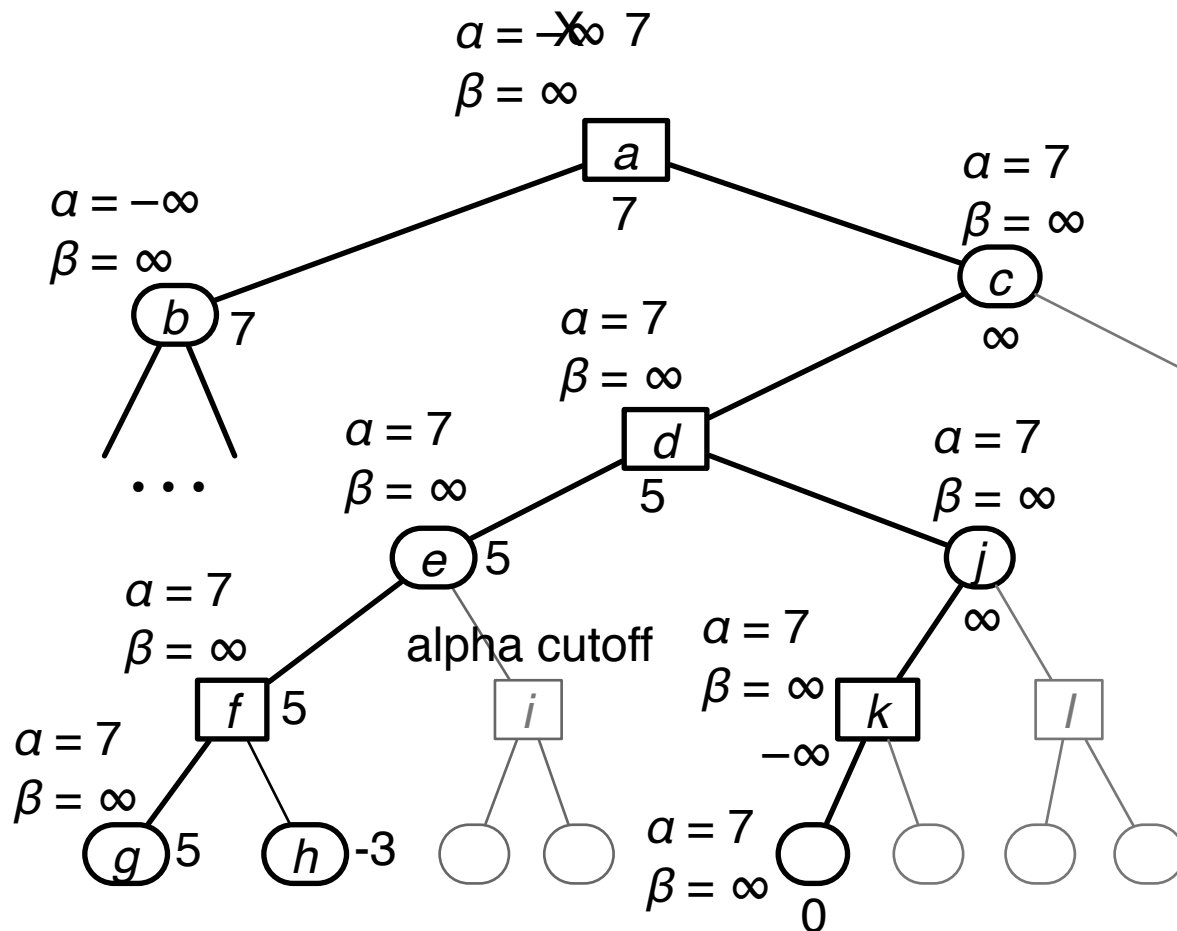 α = −∞ 7
β = ∞
a
7
α = −∞
β = ∞
b
7
...
α = 7
β = ∞
c
∞
α = 7
β = ∞
d
5
α = 7
β = ∞
e
5
alpha cutoff
α = 7
β = ∞
j
∞
α = 7
β = ∞
f
5
i
α = 7
β = ∞
k
−∞
l
α = 7
β = ∞
g
5
h
-3
α = 7
β = ∞
0